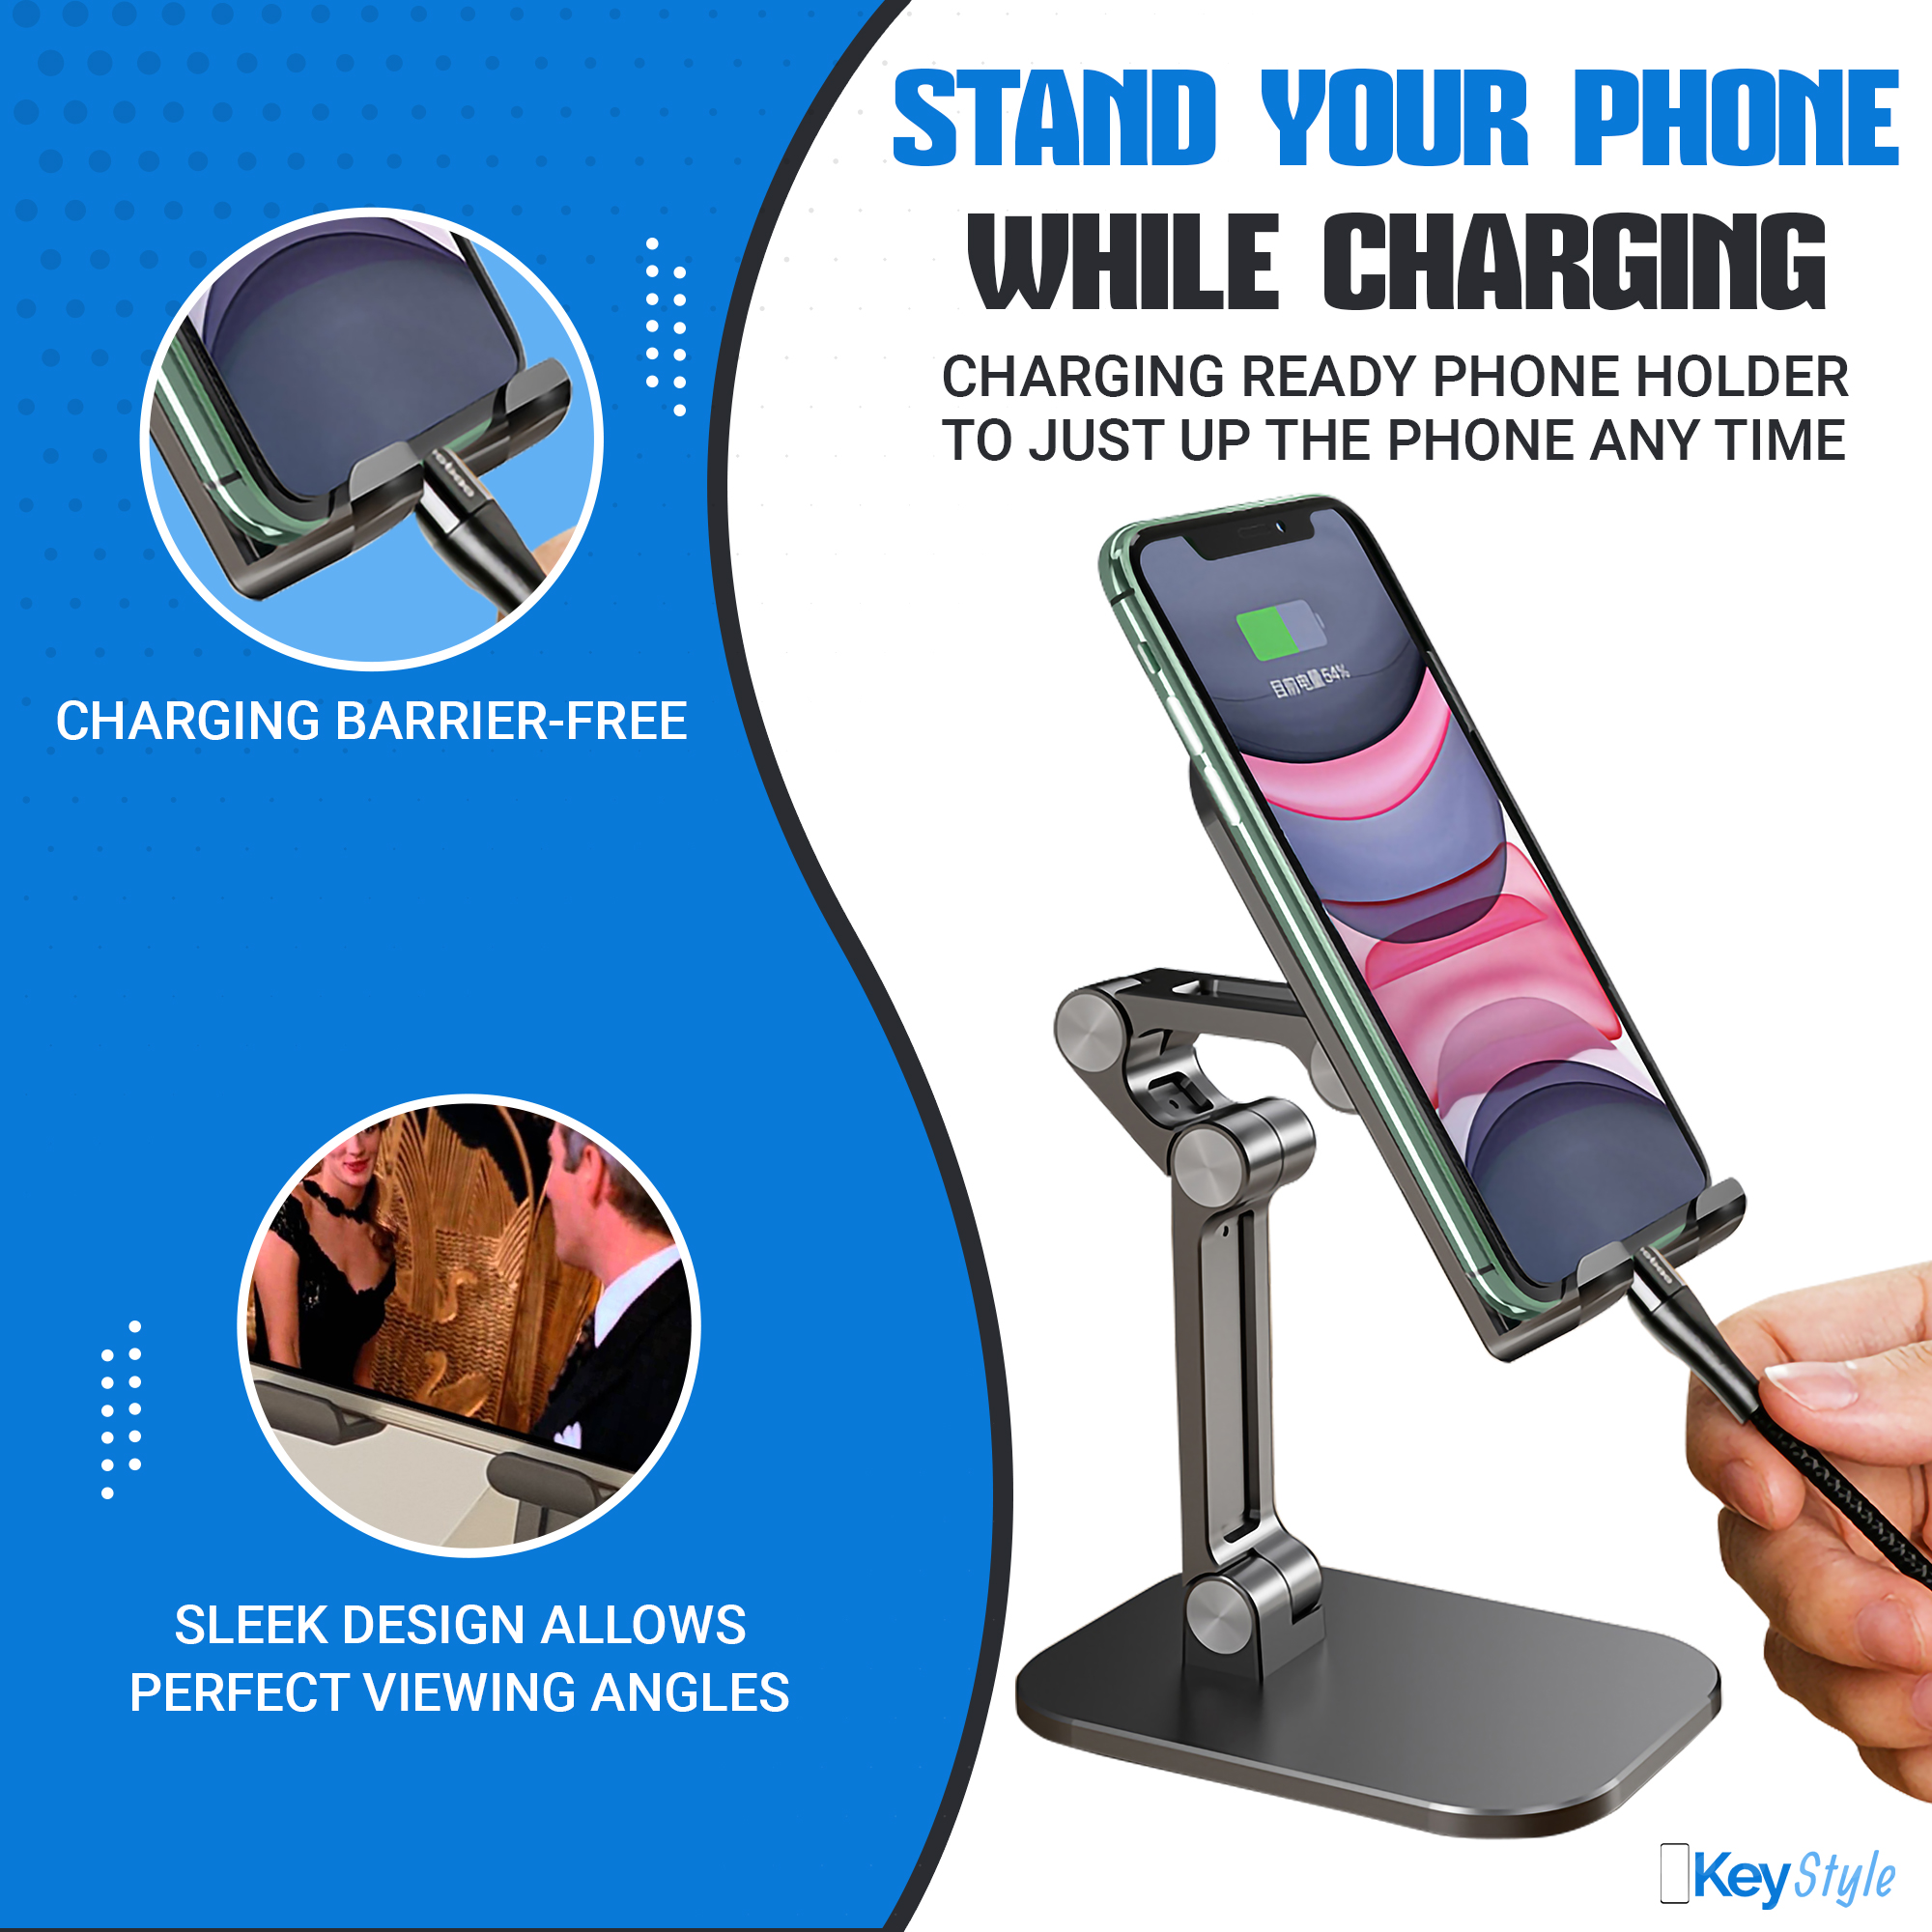 STAND YOUR PHONE
WHILE CHARGING
CHARGING READY PHONE HOLDER
TO JUST UP THE PHONE ANY TIME
CHARGING BARRIER-FREE
目前电量54%
SLEEK DESIGN ALLOWS
PERFECT VIEWING ANGLES
KeyStyle